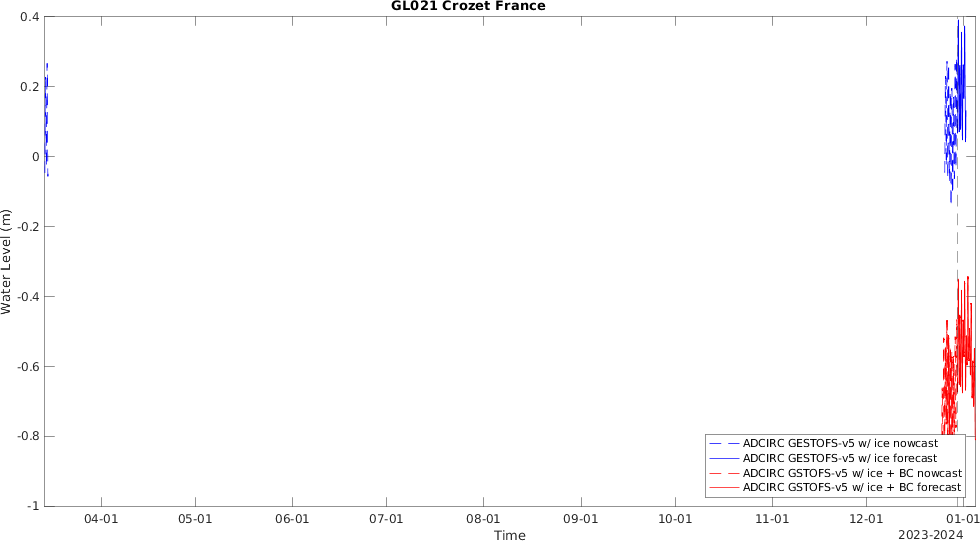 GL021 Crozet France
0.4
0.2
0
-0.2
-0.4
-0.6
-0.8
-1
Water Level (m)
ADCIRC GESTOFS-v5 w/ ice nowcast
ADCIRC GESTOFS-v5 w/ ice forecast
ADCIRC GSTOFS-v5 w/ ice + BC nowcast
ADCIRC GSTOFS-v5 w/ ice + BC forecast
04-01 05-01 06-01 07-01 08-01 09-01 10-01 11-01 12-01 01-01
Time
2023-2024